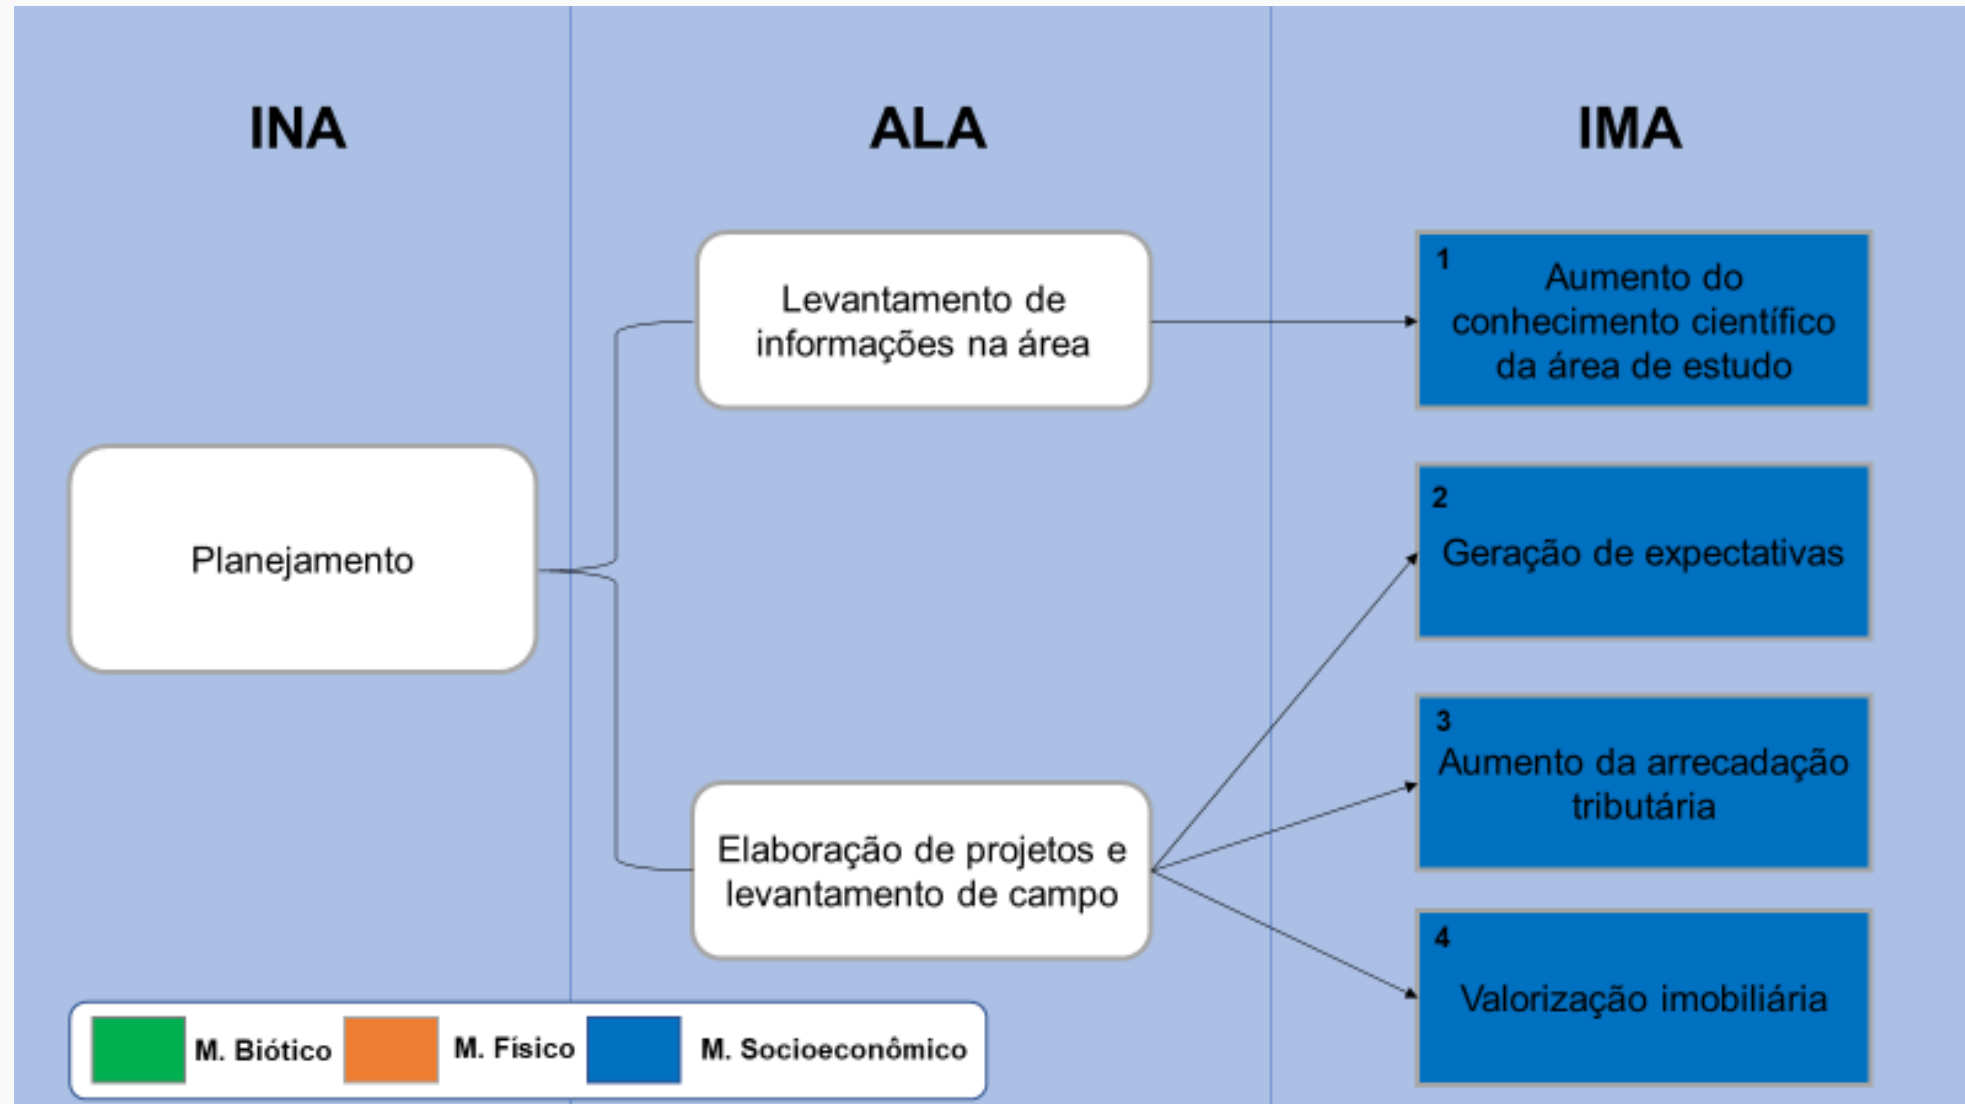 INA
ALA
IMA
Planejamento
Levantamento de
informações na área
Elaboração de projetos e
levantamento de campo
1
Aumento do
conhecimento científico
da área de estudo
2
Geração de expectativas
3
Aumento da arrecadação
tributária
4
Valorização imobiliária
M. Biótico
M. Físico
M. Socioeconômico